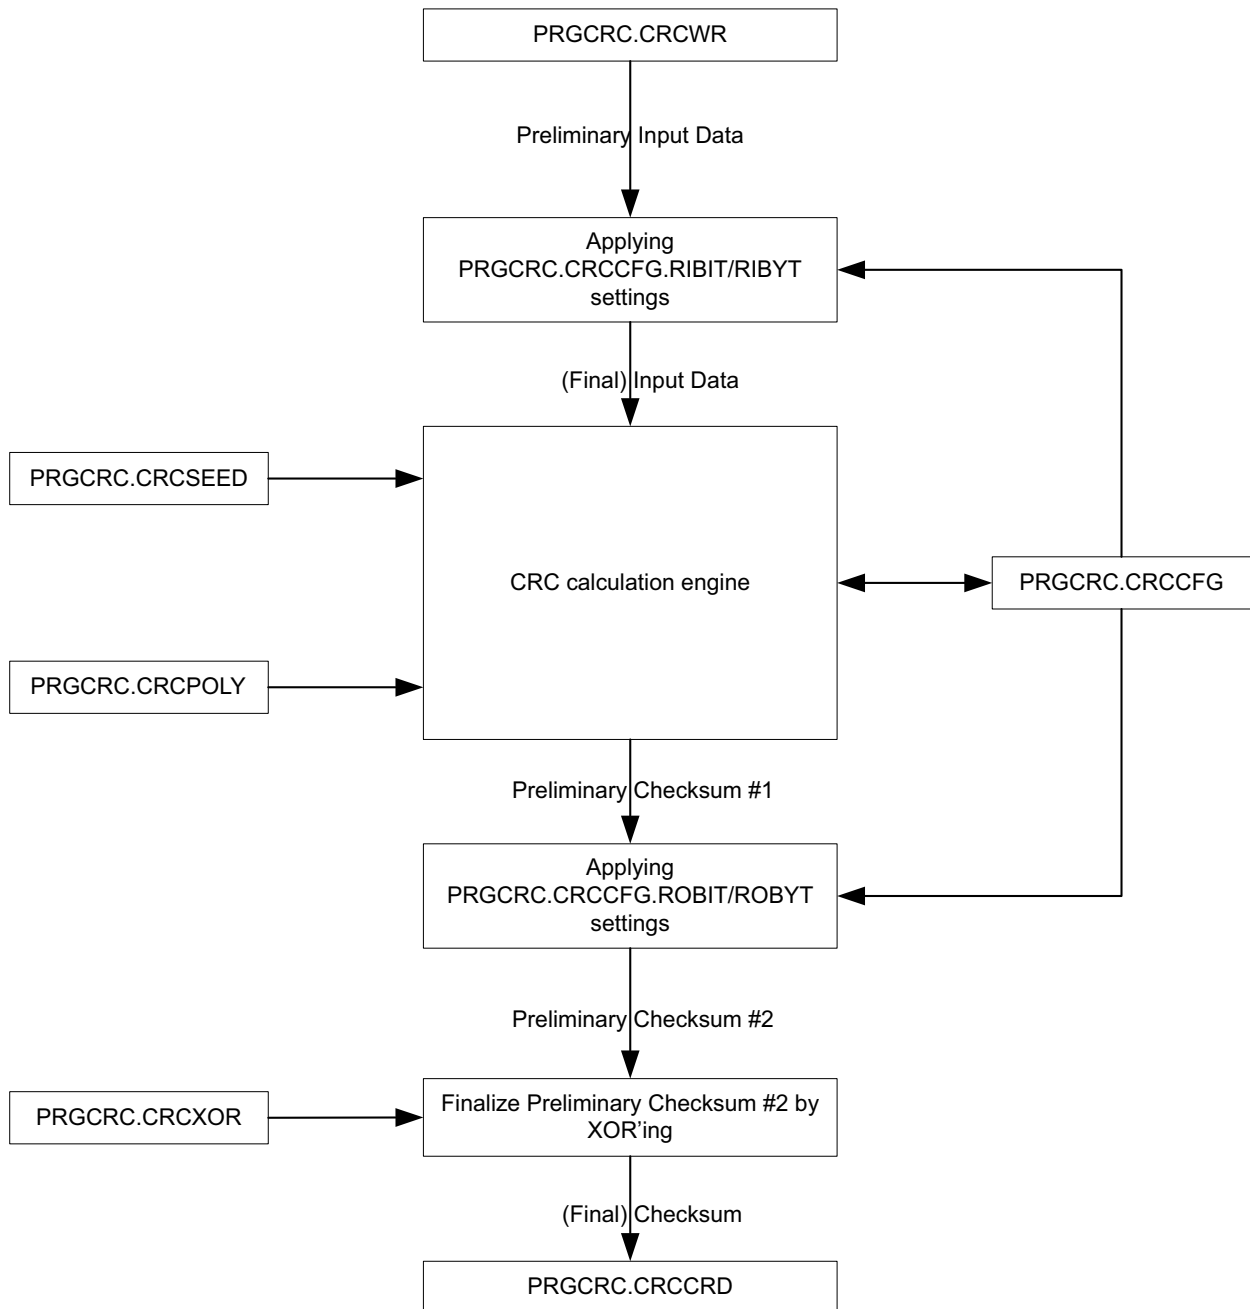 PRGCRC.CRCWR
Preliminary Input Data
Applying
PRGCRC.CRCCFG.RIBIT/RIBYT
settings
(Final) Input Data
PRGCRC.CRCSEED
CRC calculation engine
PRGCRC.CRCCFG
PRGCRC.CRCPOLY
Preliminary Checksum #1
Applying
PRGCRC.CRCCFG.ROBIT/ROBYT
settings
Preliminary Checksum #2
PRGCRC.CRCXOR
Finalize Preliminary Checksum #2 by
XOR’ing
(Final) Checksum
PRGCRC.CRCCRD